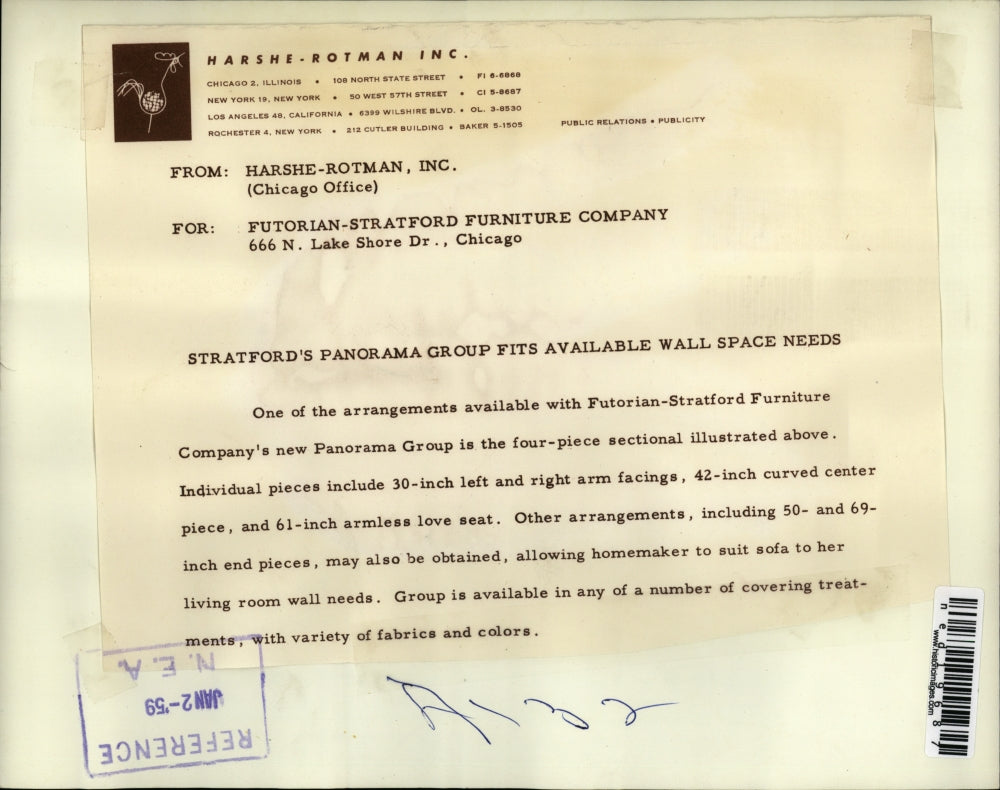 HARSHE-ROTMAN INC.
CHICAGO 2, ILLINOIS • 108 NORTH STATE STREET • FI 6-6868
NEW YORK 19, NEW YORK • 50 WEST 57TH STREET • CI 5-8687
LOS ANGELES 48, CALIFORNIA • 6399 WILSHIRE BLVD. • OL. 3-8530
ROCHESTER 4, NEW YORK • 212 CUTLER BUILDING • BAKER 5-1505
PUBLIC RELATIONS • PUBLICITY
FROM: HARSHE-ROTMAN, INC.
(Chicago Office)
FOR: FUTORIAN-STRATFORD FURNITURE COMPANY
666 N. Lake Shore Dr., Chicago
STRATFORD'S PANORAMA GROUP FITS AVAILABLE WALL SPACE NEEDS
One of the arrangements available with Futorian-Stratford Furniture
Company's new Panorama Group is the four-piece sectional illustrated above.
Individual pieces include 30-inch left and right arm facings, 42-inch curved center
piece, and 61-inch armless love seat. Other arrangements, including 50- and 69-
inch end pieces, may also be obtained, allowing homemaker to suit sofa to her
living room wall needs. Group is available in any of a number of covering treat-
ments, with variety of fabrics and colors.
REFERENCE
JAN 2-'59
N.E.A.
www.historicimages.com
ned19687